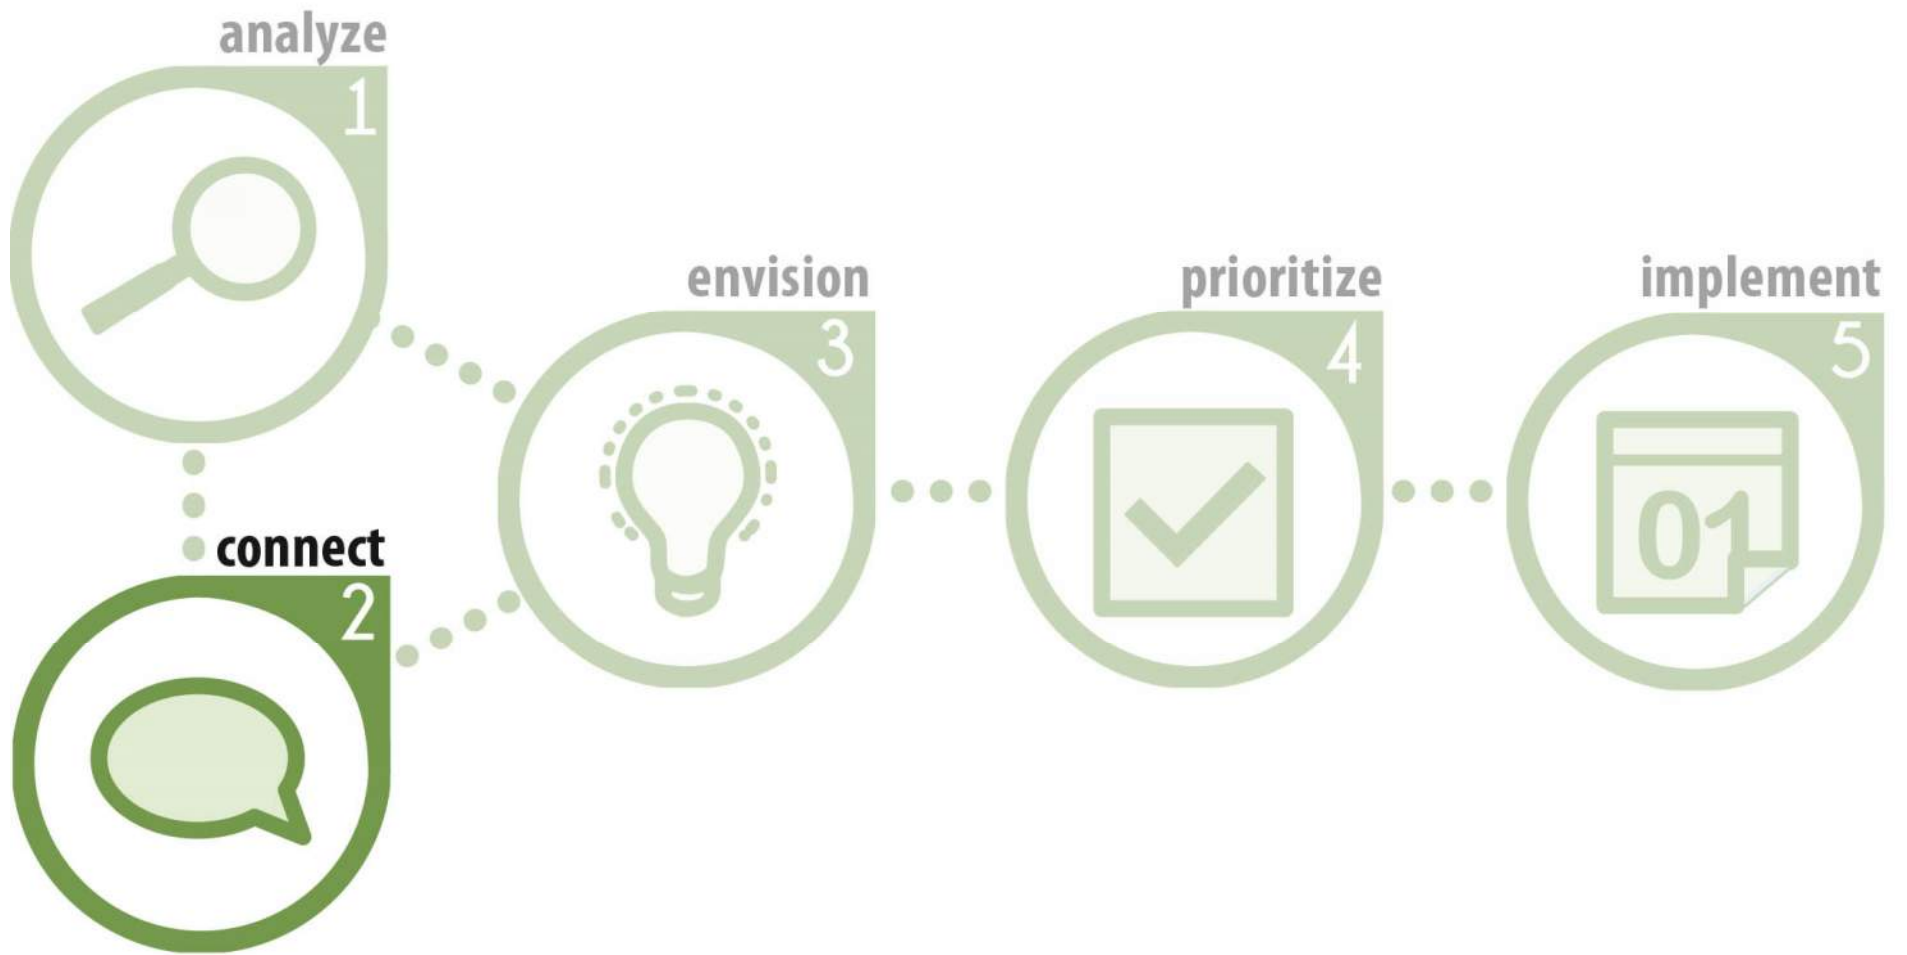 analyze
1
connect
2
envision
3
prioritize
4
implement
5
01